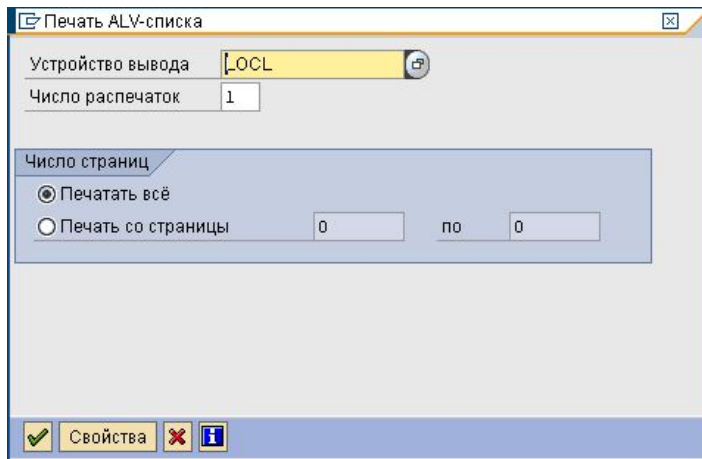 Печать ALV-списка
Устройство вывода LOCL
Число распечаток 1
Число страниц
Печатать всё
Печать со страницы 0 по 0
Свойства